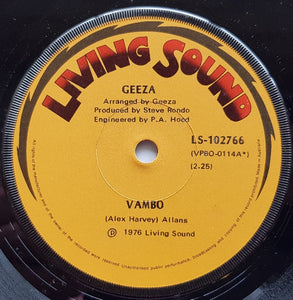 LIVING SOUND
GEEZA
Arranged by Geeza
Produced by Steve Rondo
Engineered by P.A. Hood
LS-102766
(VPBO-0114A*)
(2.25)
VAMBO
(Alex Harvey) Allans
℗ 1976 Living Sound